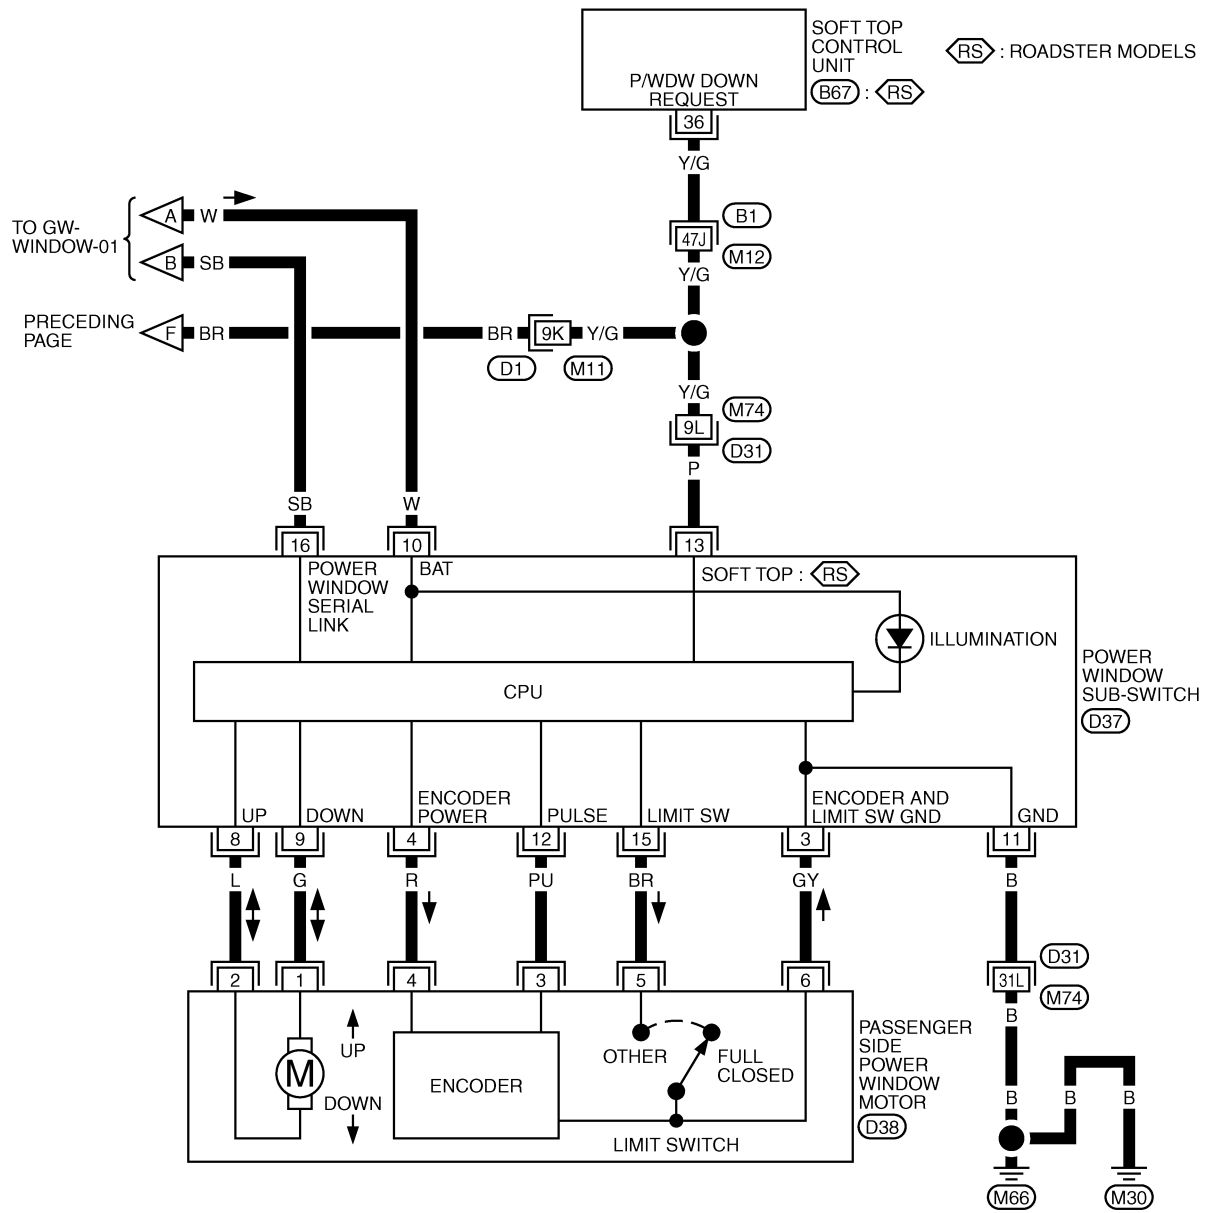 SOFT TOP
CONTROL
UNIT
B67 : RS
RS : ROADSTER MODELS
P/WDW DOWN
REQUEST
36
Y/G
B1
47J
M12
Y/G
TO GW-
WINDOW-01
A W
B SB
PRECEDING
PAGE
F BR
BR 9K Y/G
D1 M11
Y/G
M74
9L
D31
P
SB W
16 10 13
POWER
WINDOW
SERIAL
LINK
BAT
SOFT TOP : RS
ILLUMINATION
CPU
POWER
WINDOW
SUB-SWITCH
D37
UP
DOWN
ENCODER
POWER
PULSE
LIMIT SW
ENCODER AND
LIMIT SW GND
GND
8 9 4 12 15 3 11
L G R PU BR GY B
D31
31L
M74
2 1 4 3 5 6
B
UP
M
DOWN
ENCODER
OTHER
FULL
CLOSED
LIMIT SWITCH
PASSENGER
SIDE
POWER
WINDOW
MOTOR
D38
B B B
M66 M30